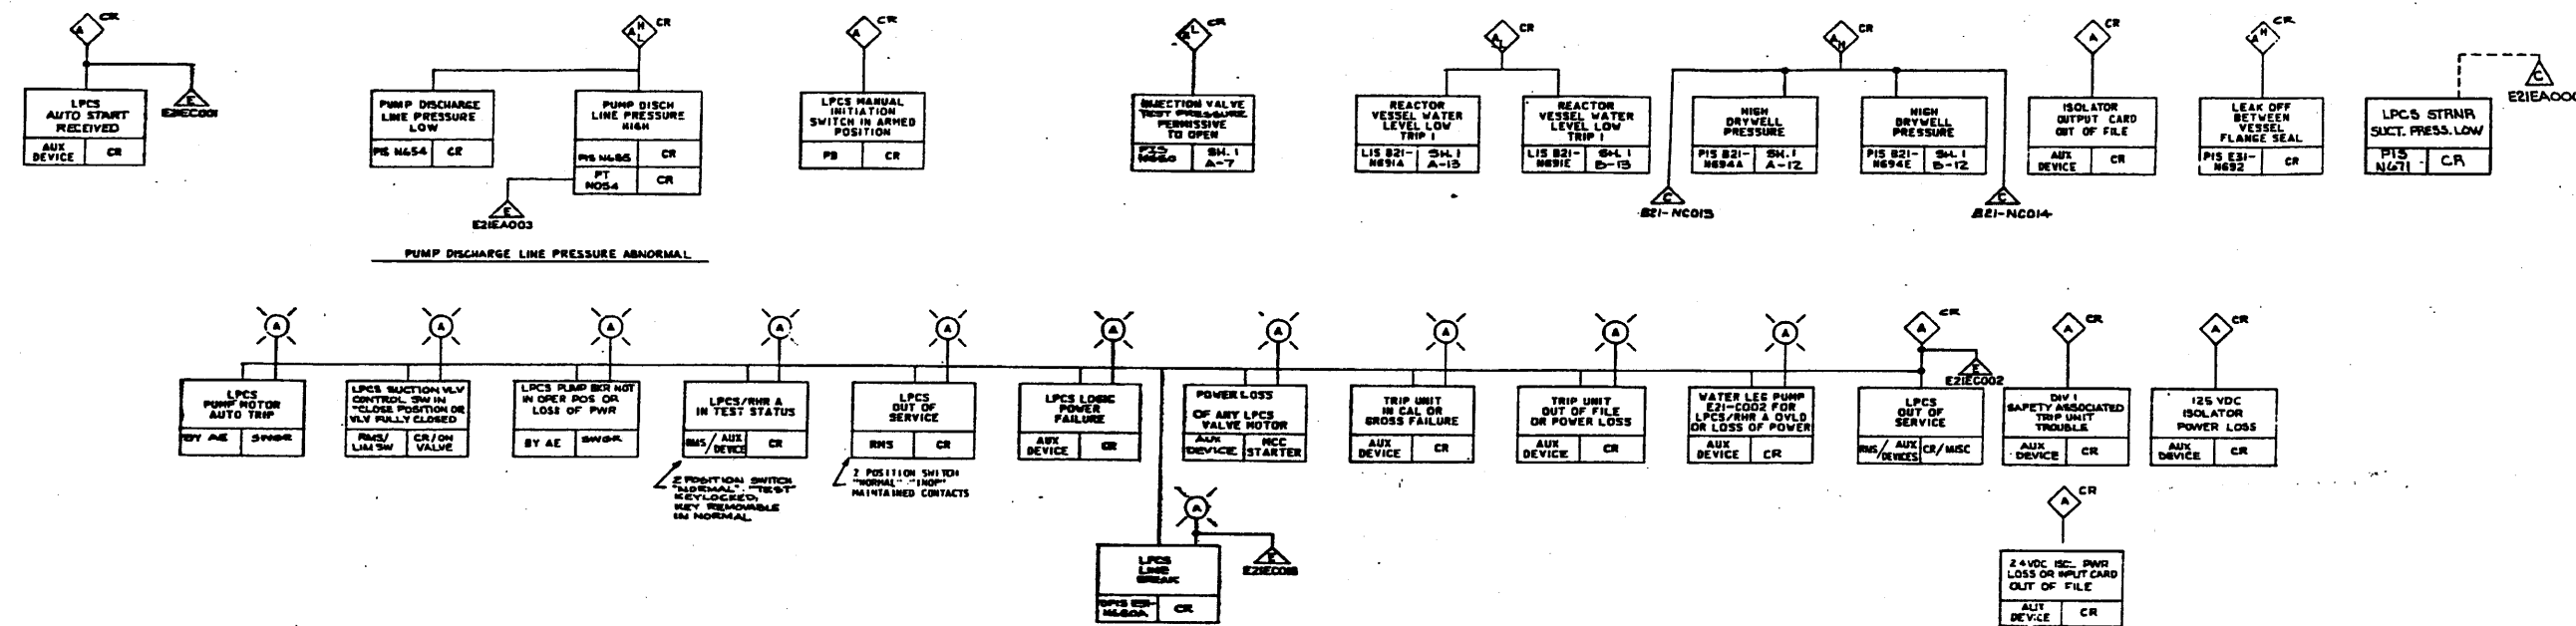 A CR
LPCS
AUTO START
RECEIVED
AUX
DEVICE
CR
E
E21EC001
A H L CR
PUMP DISCHARGE
LINE PRESSURE
LOW
PIS N654
CR
PUMP DISCH
LINE PRESSURE
HIGH
PIS N655
CR
PT
N054
CR
E
E21EA003
PUMP DISCHARGE LINE PRESSURE ABNORMAL
A CR
LPCS MANUAL
INITIATION
SWITCH IN ARMED
POSITION
PB
CR
A L CR
INJECTION VALVE
TEST PRESSURE
PERMISSIVE
TO OPEN
PIS
SH. 1
A-7
A L CR
REACTOR
VESSEL WATER
LEVEL LOW
TRIP 1
LIS B21-
N691A
SH. 1
A-13
REACTOR
VESSEL WATER
LEVEL LOW
TRIP 1
LIS B21-
N691E
SH. 1
B-13
A H CR
HIGH
DRYWELL
PRESSURE
PIS B21-
N694A
SH. 1
A-12
HIGH
DRYWELL
PRESSURE
PIS B21-
N694E
SH. 1
B-12
C
B21-NC013
C
B21-NC014
A CR
ISOLATOR
OUTPUT CARD
OUT OF FILE
AUX
DEVICE
CR
A H CR
LEAK OFF
BETWEEN
VESSEL
FLANGE SEAL
PIS E31-
N692
CR
LPCS STRNR
SUCT. PRESS. LOW
PIS
N671
CR
C
A
LPCS
PUMP MOTOR
AUTO TRIP
BY AE
SWGR
A
LPCS SUCTION VLV
CONTROL SW IN
"CLOSE POSITION OR
VLV FULLY CLOSED
RMS/
LIM SW
CR/ON
VALVE
A
LPCS PUMP BKR NOT
IN OPER POS OR
LOSS OF PWR
BY AE
SWGR
A
LPCS/RHR A
IN TEST STATUS
RMS/AUX
DEVICE
CR
2 POSITION SWITCH
"NORMAL"-"TEST"
KEYLOCKED,
KEY REMOVABLE
IN NORMAL
A
LPCS
OUT OF
SERVICE
RMS
CR
2 POSITION SWITCH
"NORMAL"-"INOP"
MAINTAINED CONTACTS
A
LPCS LOGIC
POWER
FAILURE
AUX
DEVICE
CR
A
POWER LOSS
OF ANY LPCS
VALVE MOTOR
AUX
DEVICE
MCC
STARTER
A
TRIP UNIT
IN CAL OR
GROSS FAILURE
AUX
DEVICE
CR
A
TRIP UNIT
OUT OF FILE
OR POWER LOSS
AUX
DEVICE
CR
A
WATER LEG PUMP
E21-C002 FOR
LPCS/RHR A OVLD
OR LOSS OF POWER
AUX
DEVICE
CR
A CR
E
E21EC002
LPCS
OUT OF
SERVICE
RMS/AUX
DEVICES
CR/MISC
A CR
DIV 1
SAFETY ASSOCIATED
TRIP UNIT
TROUBLE
AUX
DEVICE
CR
A CR
125 VDC
ISOLATOR
POWER LOSS
AUX
DEVICE
CR
A
LPCS
LINE
BREAK
CR
E
A CR
24VDC ISOL PWR
LOSS OR INPUT CARD
OUT OF FILE
AUX
DEVICE
CR